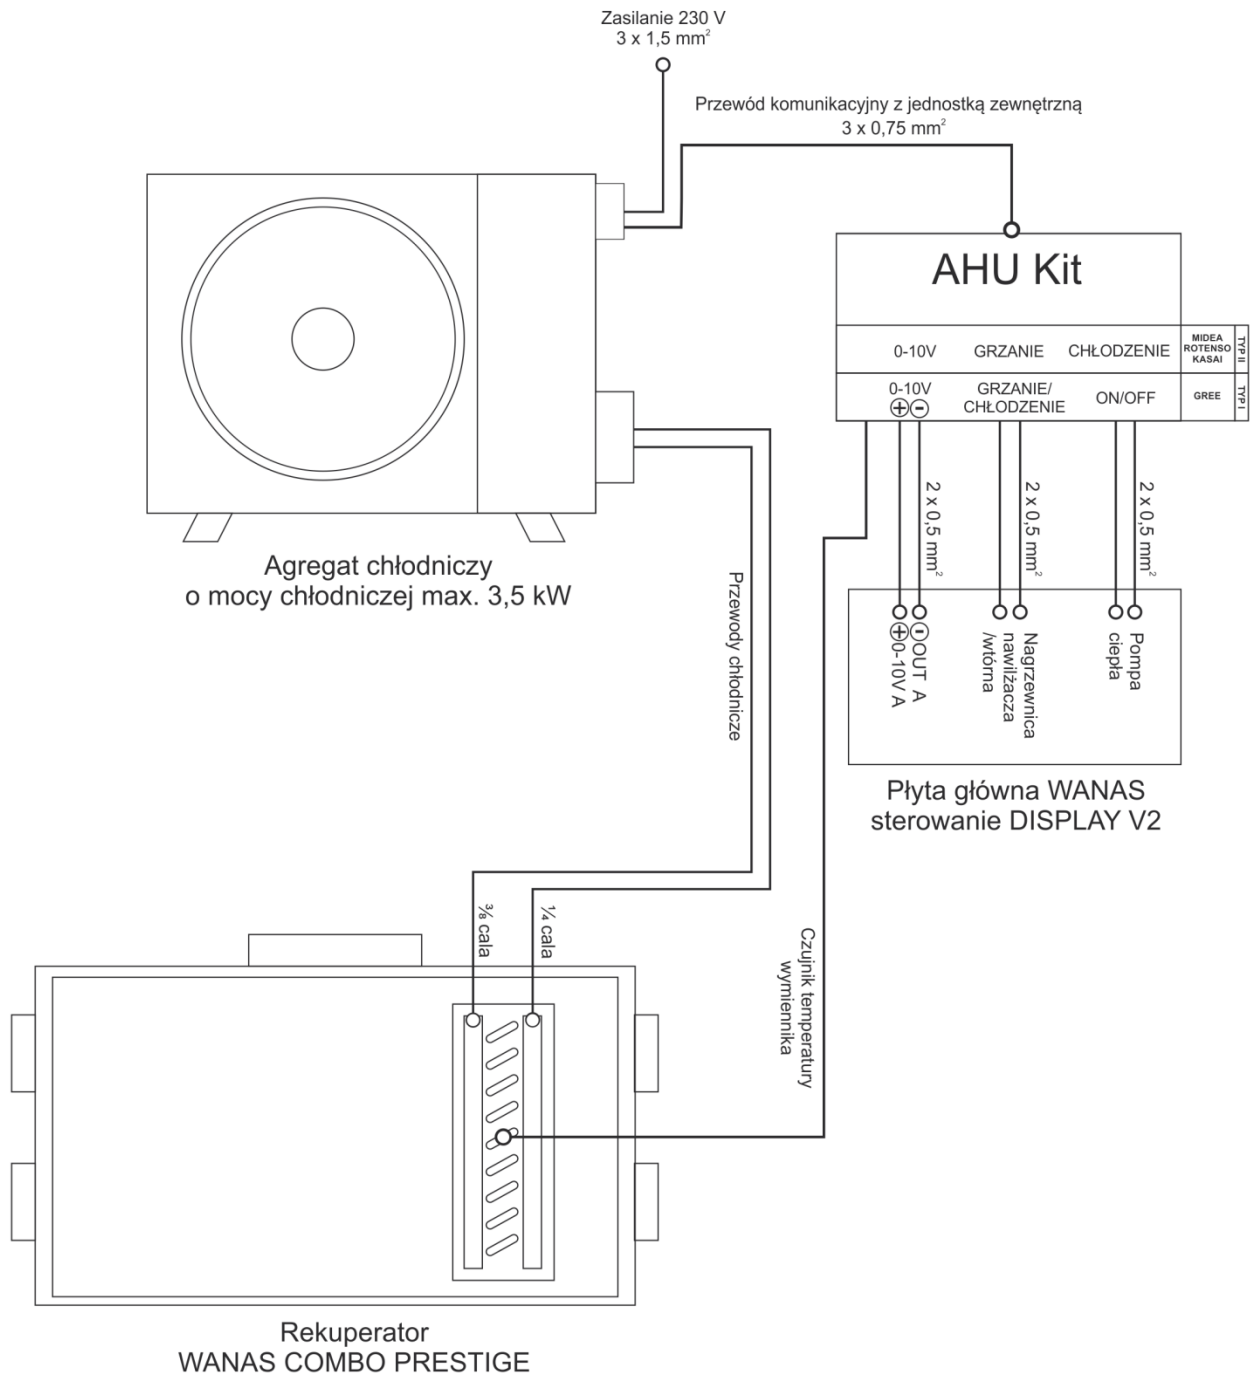 Zasilanie 230 V
3 x 1,5 mm²
Przewód komunikacyjny z jednostką zewnętrzną
3 x 0,75 mm²
AHU Kit
0-10V GRZANIE CHŁODZENIE
MIDEA
ROTENSO
KASAI
TYP II
0-10V
+ -
GRZANIE/
CHŁODZENIE
ON/OFF
GREE
TYP I
2 x 0,5 mm²
2 x 0,5 mm²
2 x 0,5 mm²
Agregat chłodniczy
o mocy chłodniczej max. 3,5 kW
Przewody chłodnicze
- OUT A
+ 0-10V A
Nagrzewnica
nawilżacza
/wtórna
Pompa
ciepła
Płyta główna WANAS
sterowanie DISPLAY V2
⅜ cala
¼ cala
Czujnik temperatury
wymiennika
Rekuperator
WANAS COMBO PRESTIGE